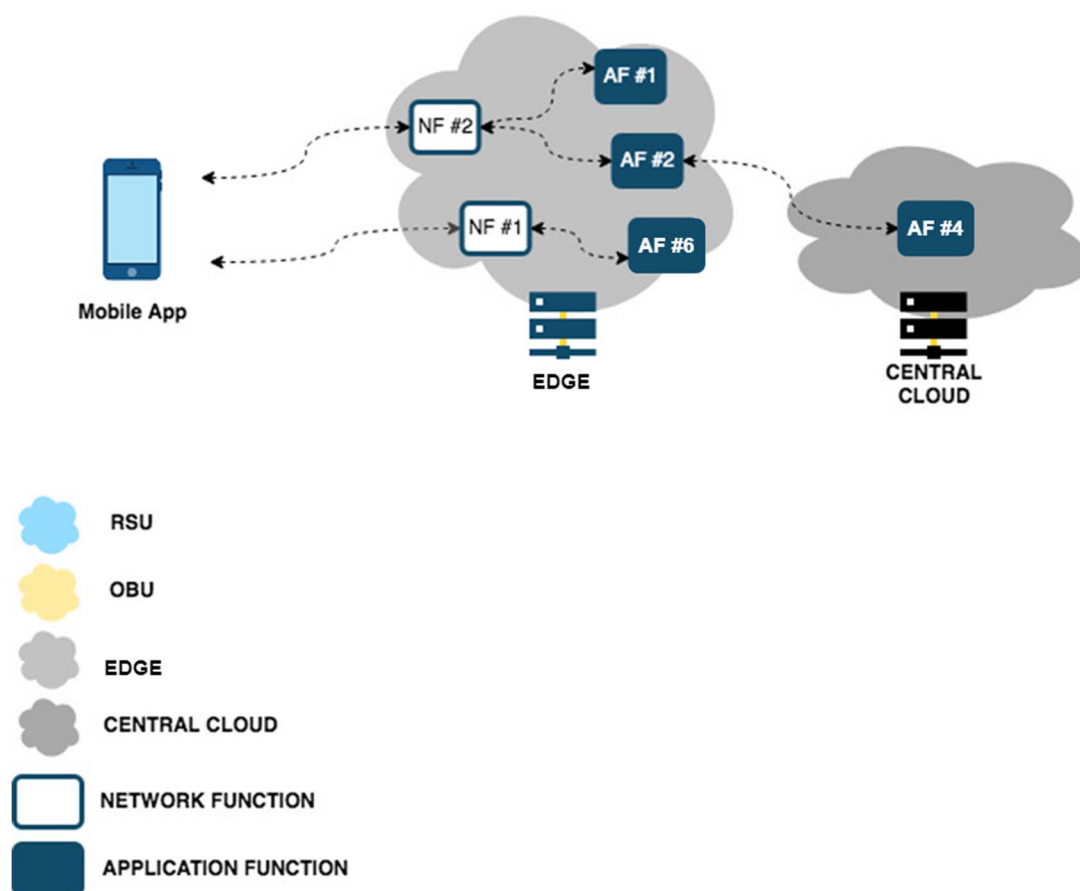 AF #1
NF #2
AF #2
NF #1
AF #6
AF #4
Mobile App
EDGE
CENTRAL
CLOUD
RSU
OBU
EDGE
CENTRAL CLOUD
NETWORK FUNCTION
APPLICATION FUNCTION